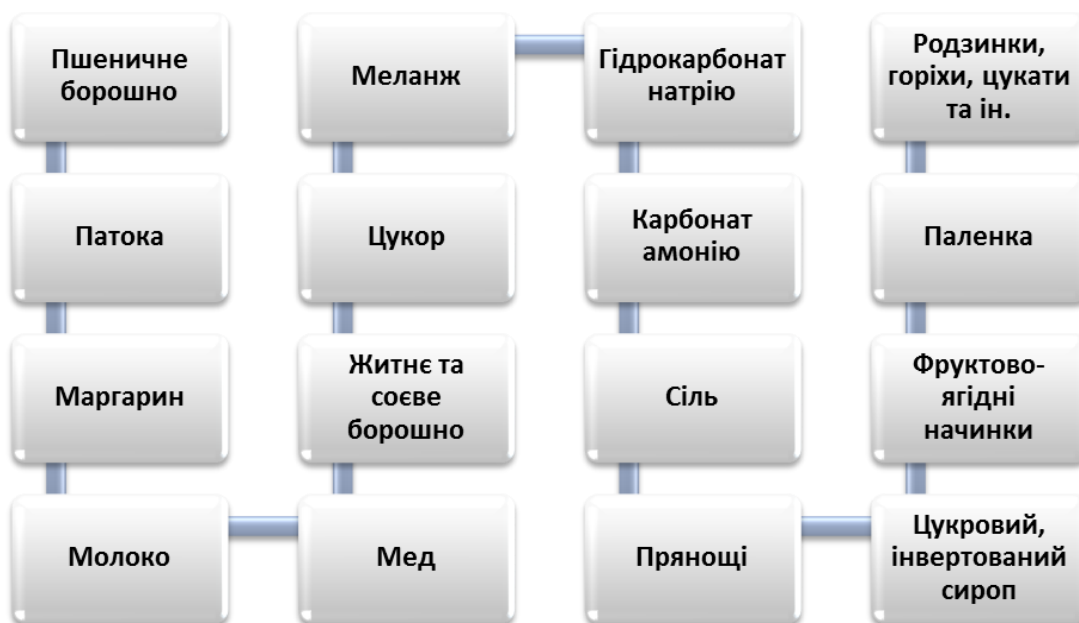 Пшеничне
борошно
Патока
Маргарин
Молоко
Мед
Житнє та
соєве
борошно
Цукор
Меланж
Гідрокарбонат
натрію
Карбонат
амонію
Сіль
Прянощі
Цукровий,
інвертований
сироп
Фруктово-
ягідні
начинки
Паленка
Родзинки,
горіхи, цукати
та ін.